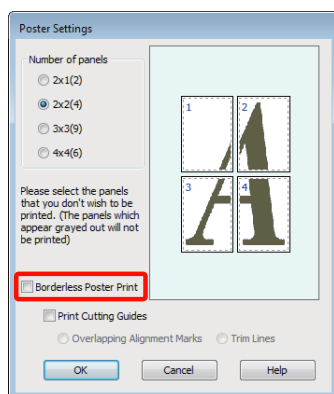 Poster Settings
Number of panels
2x1(2)
2x2(4)
3x3(9)
4x4(6)
1 2
3 4
Please select the panels
that you don't wish to be
printed. (The panels which
appear grayed out will not
be printed)
Borderless Poster Print
Print Cutting Guides
Overlapping Alignment Marks Trim Lines
OK Cancel Help